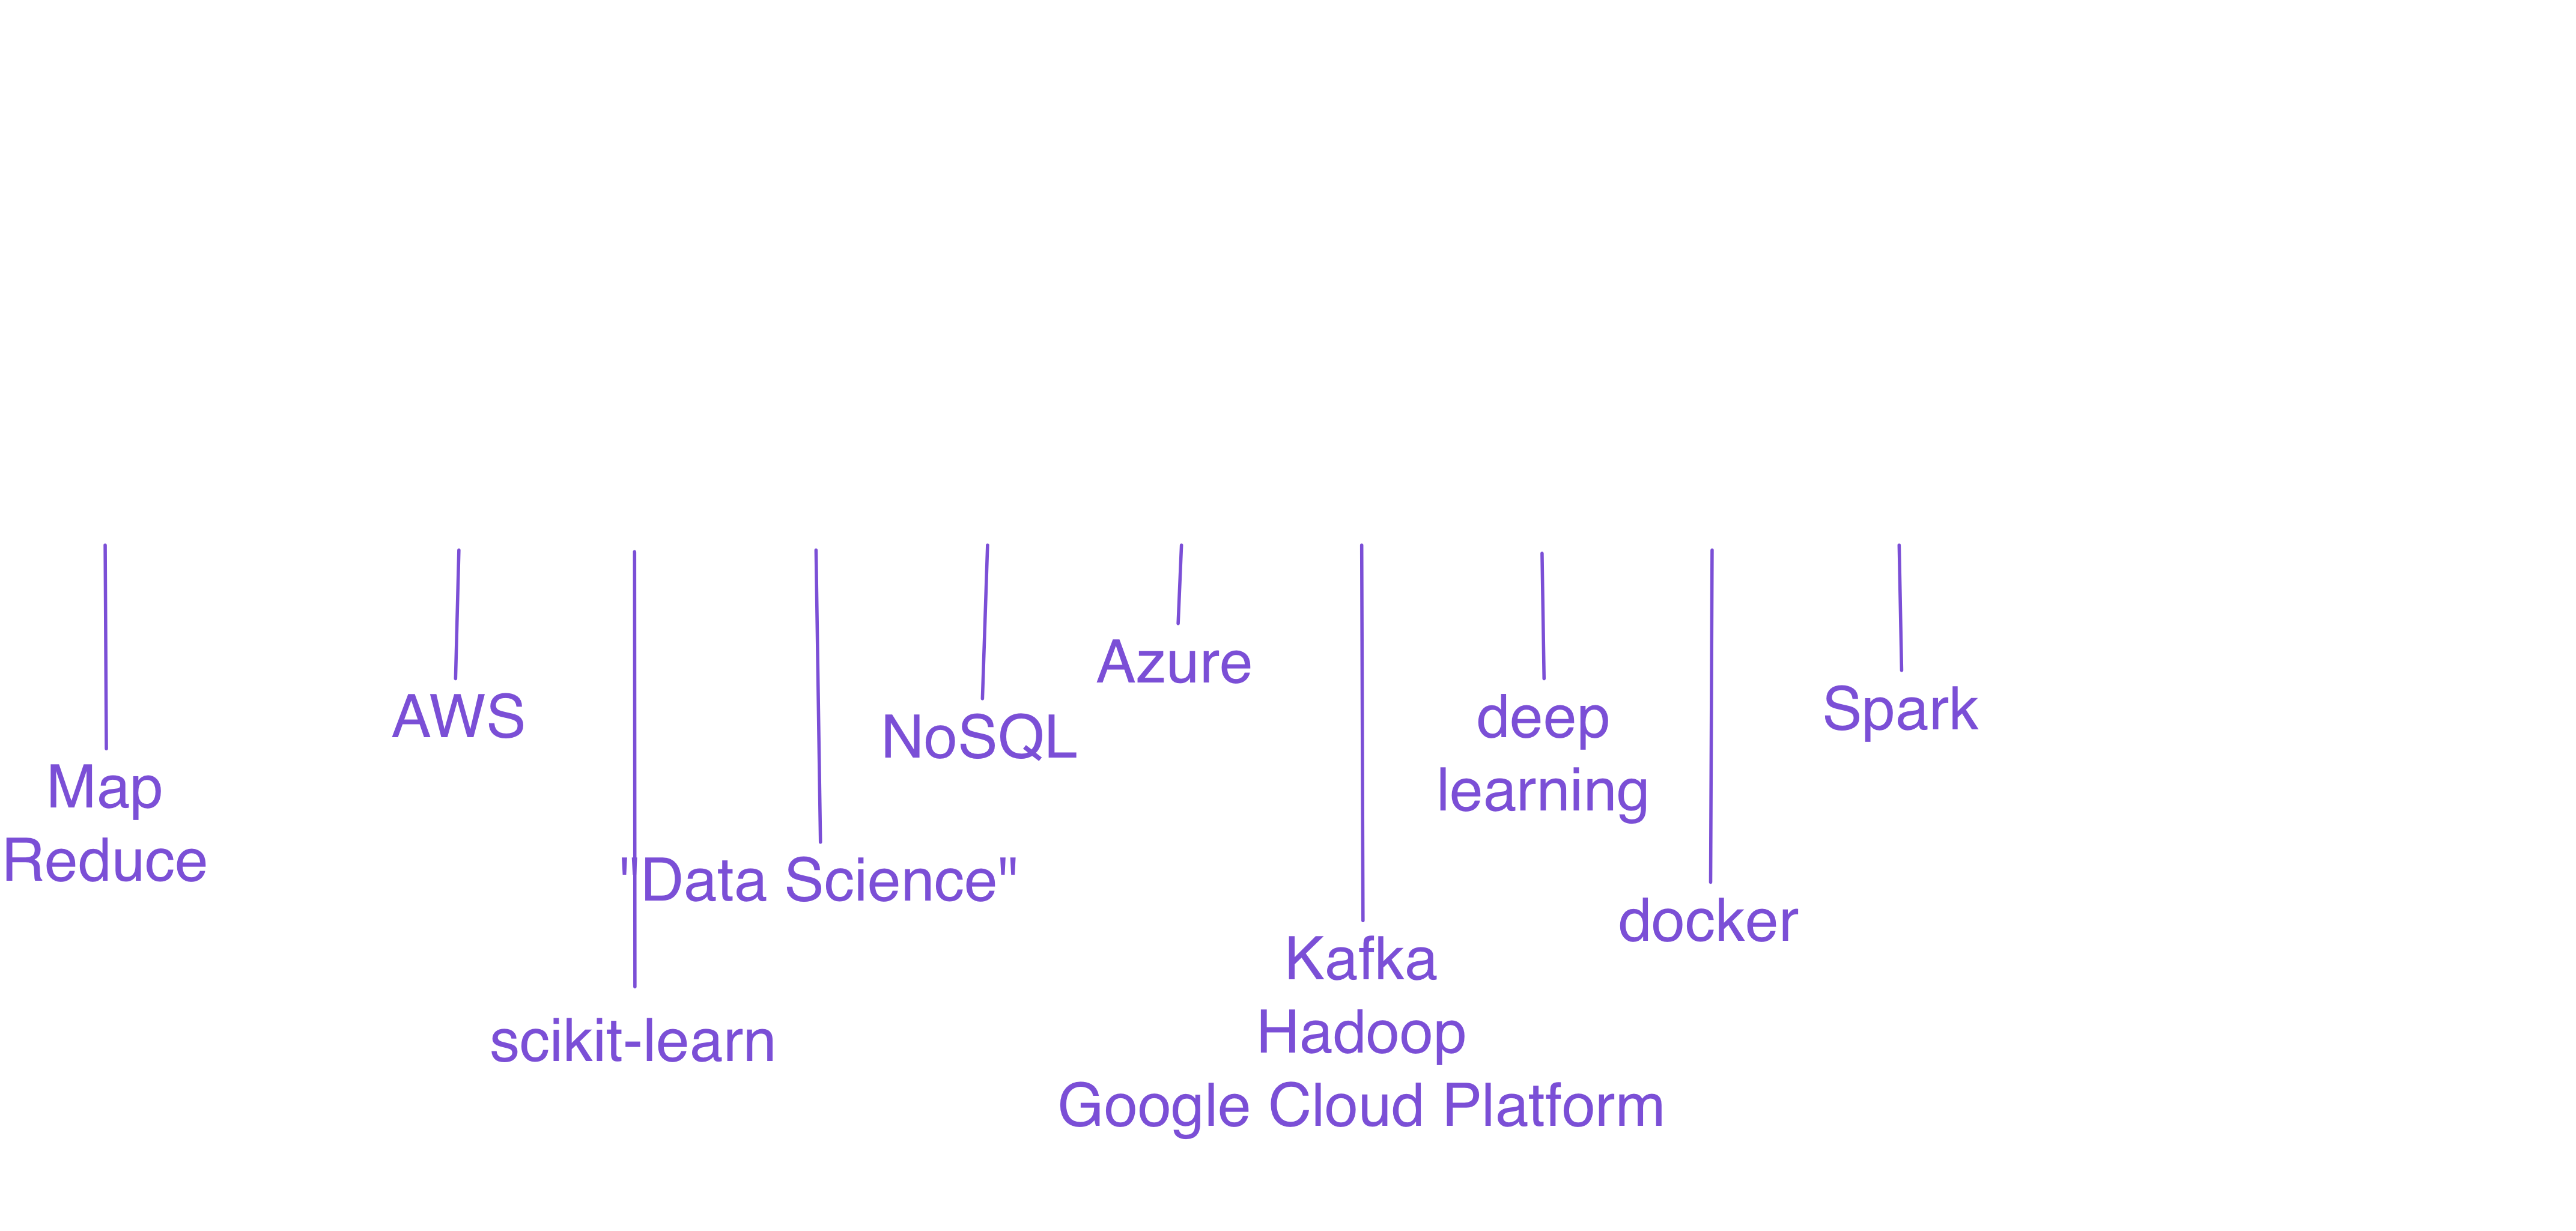 Map
Reduce
AWS
scikit-learn
"Data Science"
NoSQL
Azure
Kafka
Hadoop
Google Cloud Platform
deep
learning
docker
Spark